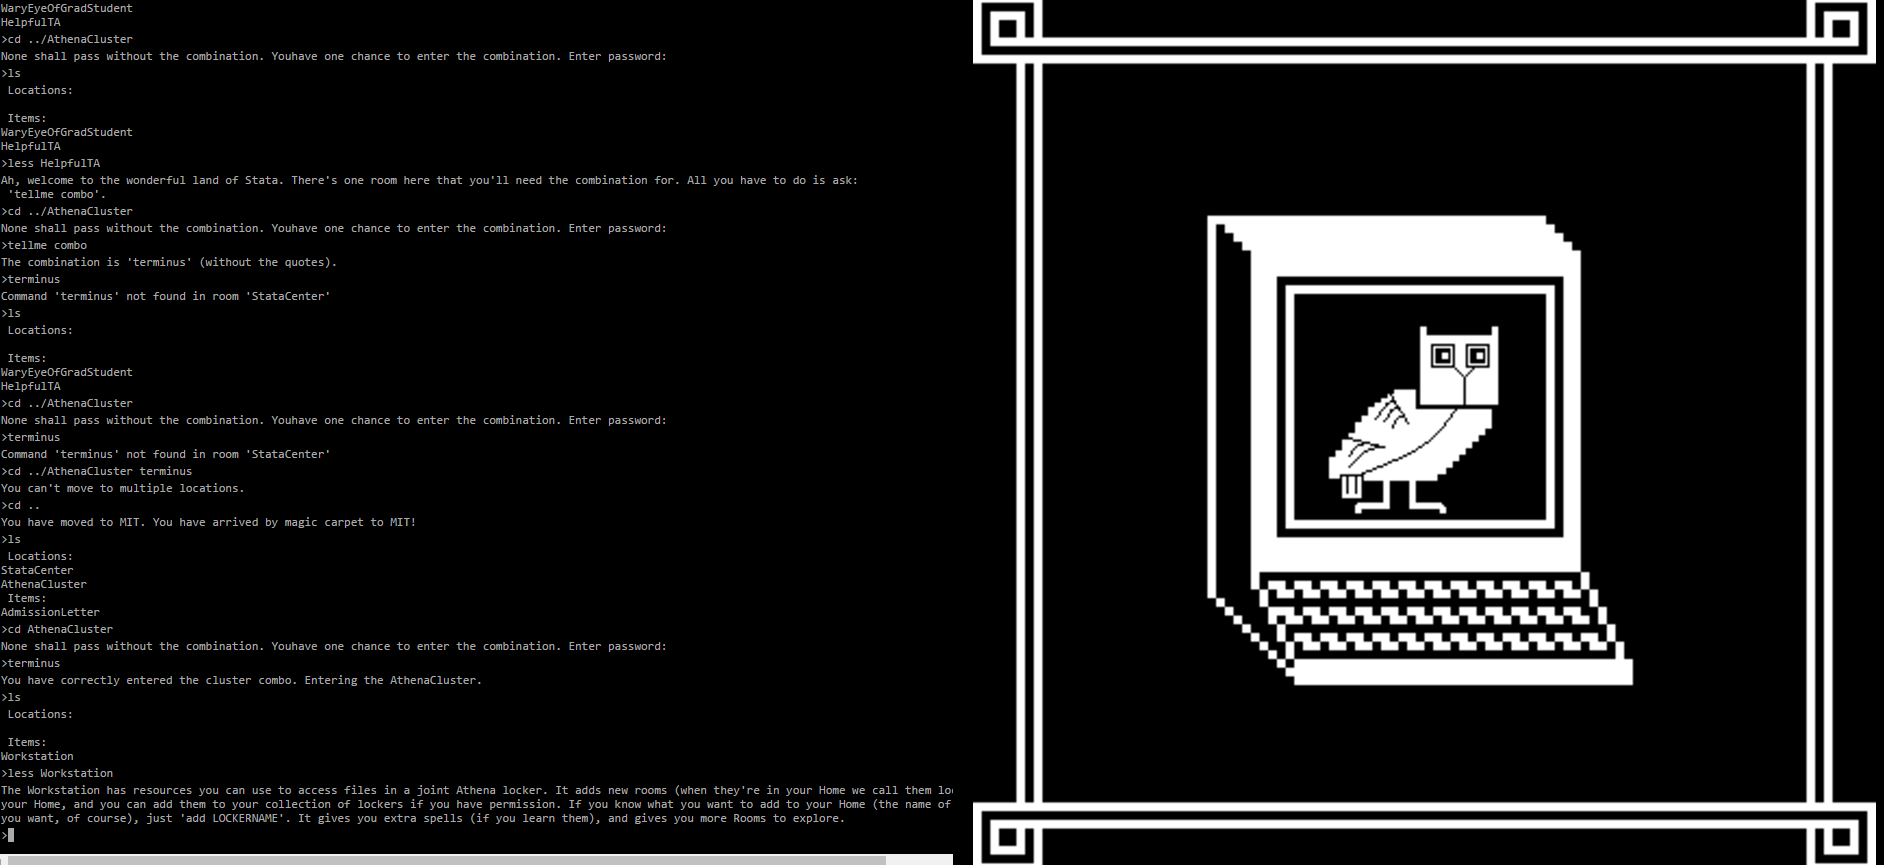 WaryEyeOfGradStudent
HelpfulTA
>cd ../AthenaCluster
None shall pass without the combination. Youhave one chance to enter the combination. Enter password:
>ls
Locations:
Items:
WaryEyeOfGradStudent
HelpfulTA
>less HelpfulTA
Ah, welcome to the wonderful land of Stata. There's one room here that you'll need the combination for. All you have to do is ask:
'tellme combo'.
>cd ../AthenaCluster
None shall pass without the combination. Youhave one chance to enter the combination. Enter password:
>tellme combo
The combination is 'terminus' (without the quotes).
>terminus
Command 'terminus' not found in room 'StataCenter'
>ls
Locations:
Items:
WaryEyeOfGradStudent
HelpfulTA
>cd ../AthenaCluster
None shall pass without the combination. Youhave one chance to enter the combination. Enter password:
>terminus
Command 'terminus' not found in room 'StataCenter'
>cd ../AthenaCluster terminus
You can't move to multiple locations.
>cd ..
You have moved to MIT. You have arrived by magic carpet to MIT!
>ls
Locations:
StataCenter
AthenaCluster
Items:
AdmissionLetter
>cd AthenaCluster
None shall pass without the combination. Youhave one chance to enter the combination. Enter password:
>terminus
You have correctly entered the cluster combo. Entering the AthenaCluster.
>ls
Locations:
Items:
Workstation
>less Workstation
The Workstation has resources you can use to access files in a joint Athena locker. It adds new rooms (when they're in your Home we call them
your Home, and you can add them to your collection of lockers if you have permission. If you know what you want to add to your Home (the name of
you want, of course), just 'add LOCKERNAME'. It gives you extra spells (if you learn them), and gives you more Rooms to explore.
>